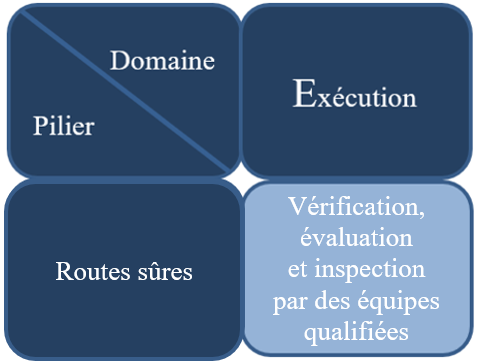 Domaine
Pilier
Exécution
Routes sûres
Vérification,
évaluation
et inspection
par des équipes
qualifiées